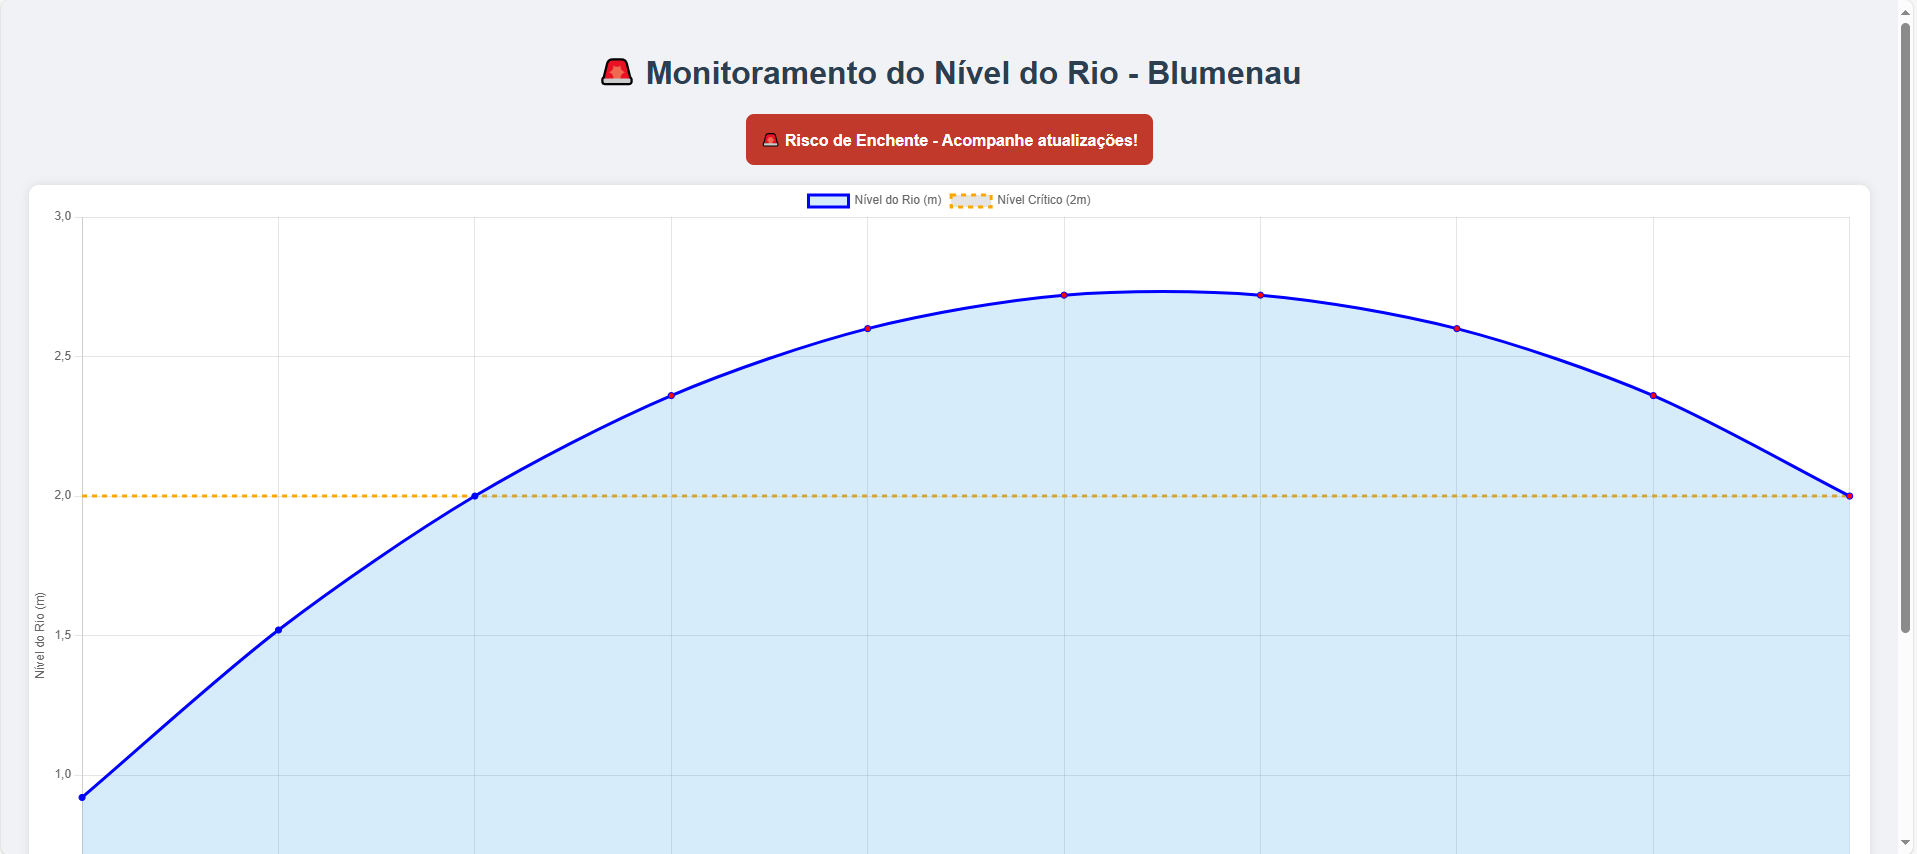 🚨 Monitoramento do Nível do Rio - Blumenau
🚨 Risco de Enchente - Acompanhe atualizações!
Nível do Rio (m) Nível Crítico (2m)
3,0
2,5
2,0
1,5
1,0
Nível do Rio (m)